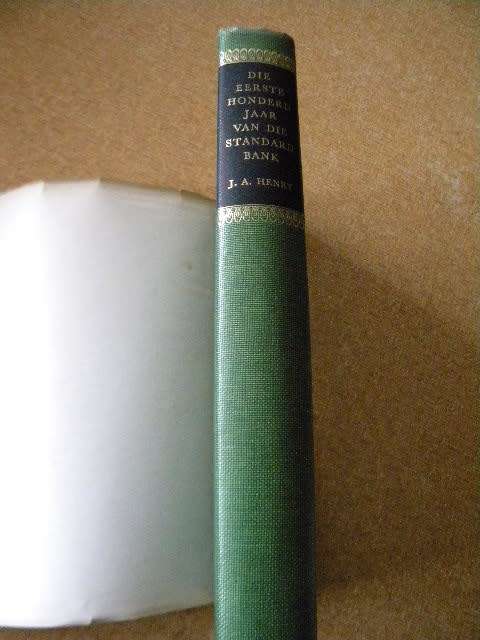 DIE
EERSTE
HONDERD
JAAR
VAN DIE
STANDARD
BANK
J. A. HENRY